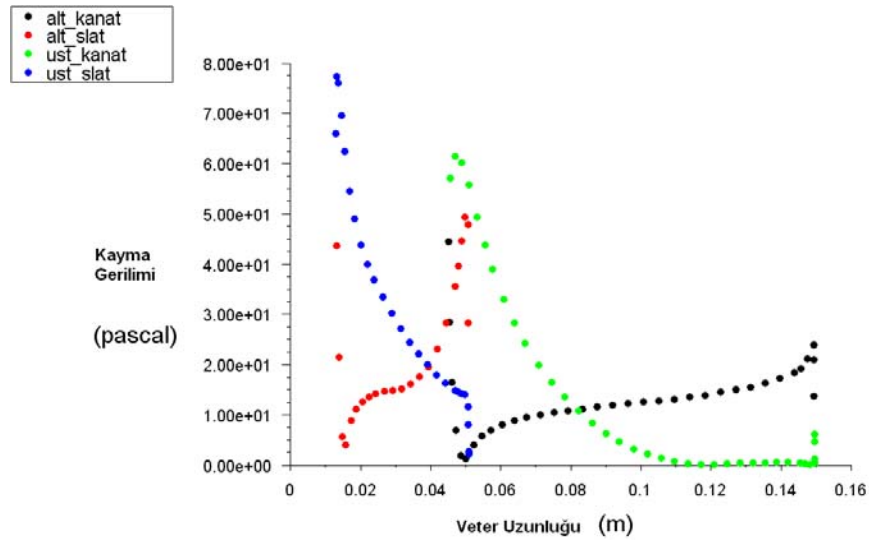 alt_kanat
alt_slat
ust_kanat
ust_slat
8.00e+01
7.00e+01
6.00e+01
5.00e+01
4.00e+01
3.00e+01
2.00e+01
1.00e+01
0.00e+00
Kayma
Gerilimi
(pascal)
0 0.02 0.04 0.06 0.08 0.1 0.12 0.14 0.16
Veter Uzunluğu (m)